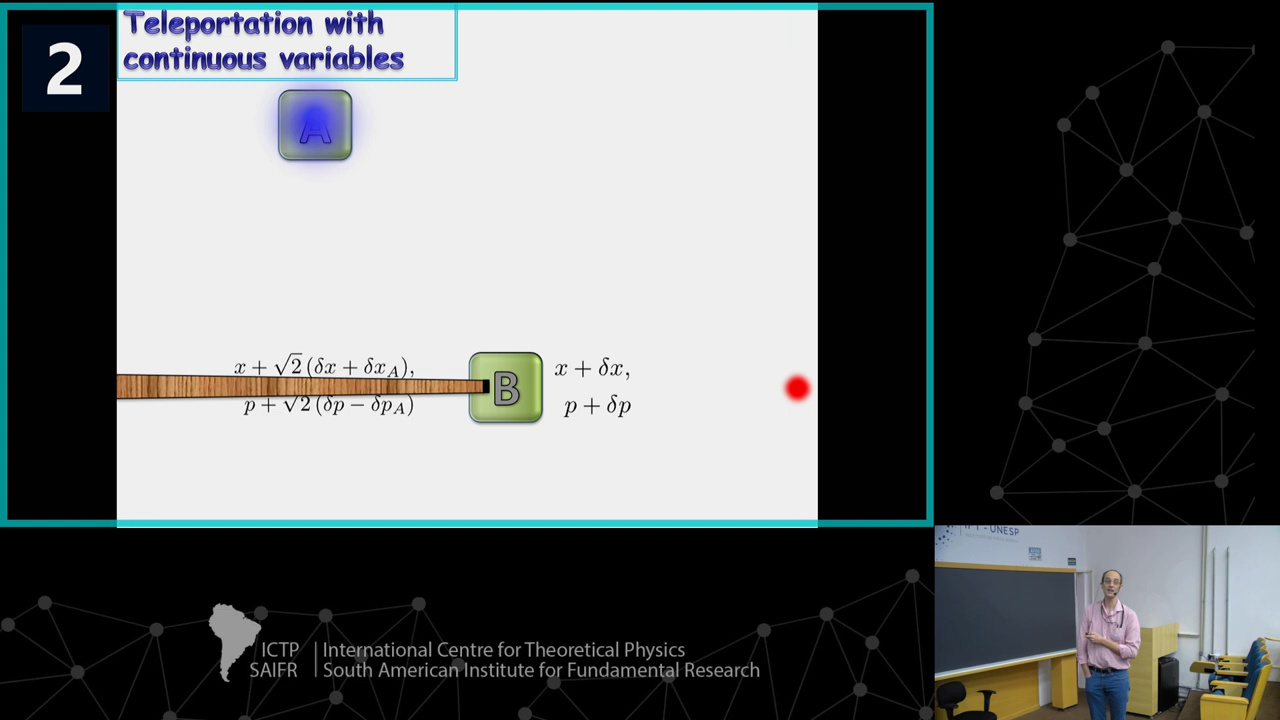 2
Teleportation with
continuous variables
A
x + √2 (δx + δx_A),
p + √2 (δp − δp_A)
B
x + δx,
p + δp
UNESP
ICTP
SAIFR
International Centre for Theoretical Physics
South American Institute for Fundamental Research